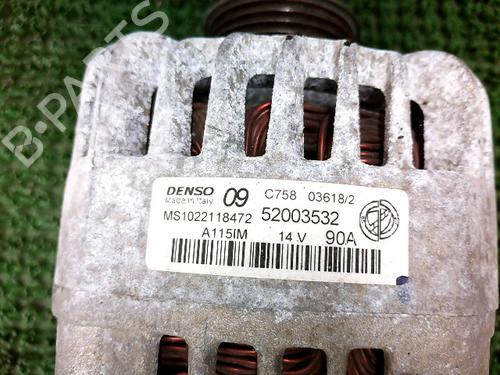 B-PARTS
DENSO 09 C758 03618/2
Made in Italy
MS1022118472 52003532
A115IM 14 V 90A